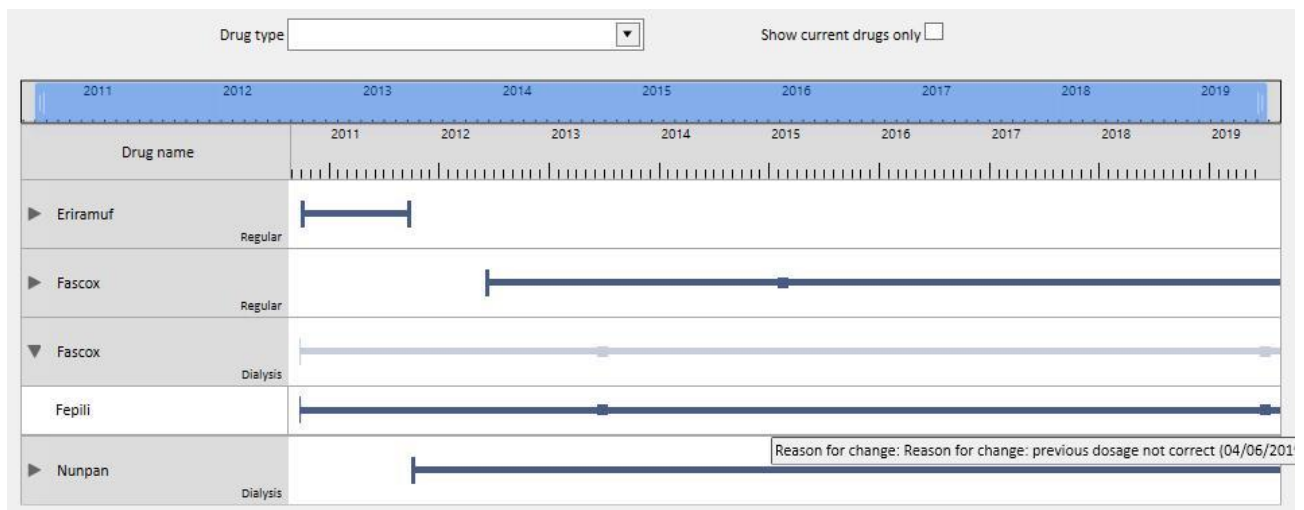 Drug type Show current drugs only
2011 2012 2013 2014 2015 2016 2017 2018 2019
Drug name 2011 2012 2013 2014 2015 2016 2017 2018 2019
Eriramuf
Regular
Fascox
Regular
Fascox
Dialysis
Fepili
Reason for change: Reason for change: previous dosage not correct (04/06/2019
Nunpan
Dialysis